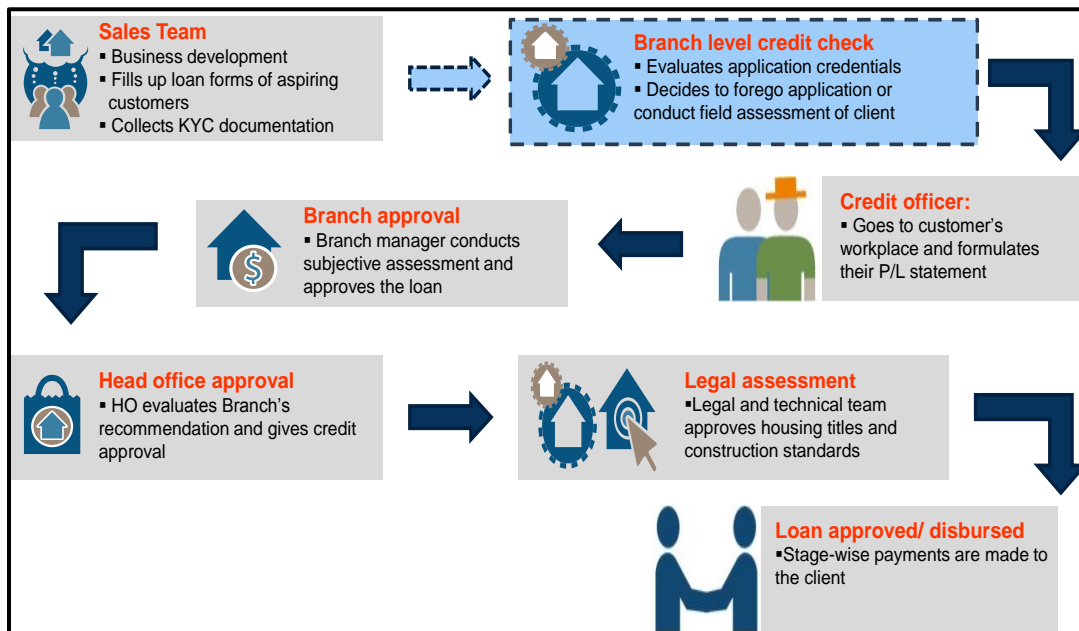 Sales Team
▪ Business development
▪ Fills up loan forms of aspiring
customers
▪ Collects KYC documentation
Branch level credit check
▪ Evaluates application credentials
▪ Decides to forego application or
conduct field assessment of client
Credit officer:
▪ Goes to customer's
workplace and formulates
their P/L statement
Branch approval
▪ Branch manager conducts
subjective assessment and
approves the loan
$
Head office approval
▪ HO evaluates Branch's
recommendation and gives credit
approval
Legal assessment
▪Legal and technical team
approves housing titles and
construction standards
Loan approved/ disbursed
▪Stage-wise payments are made to
the client